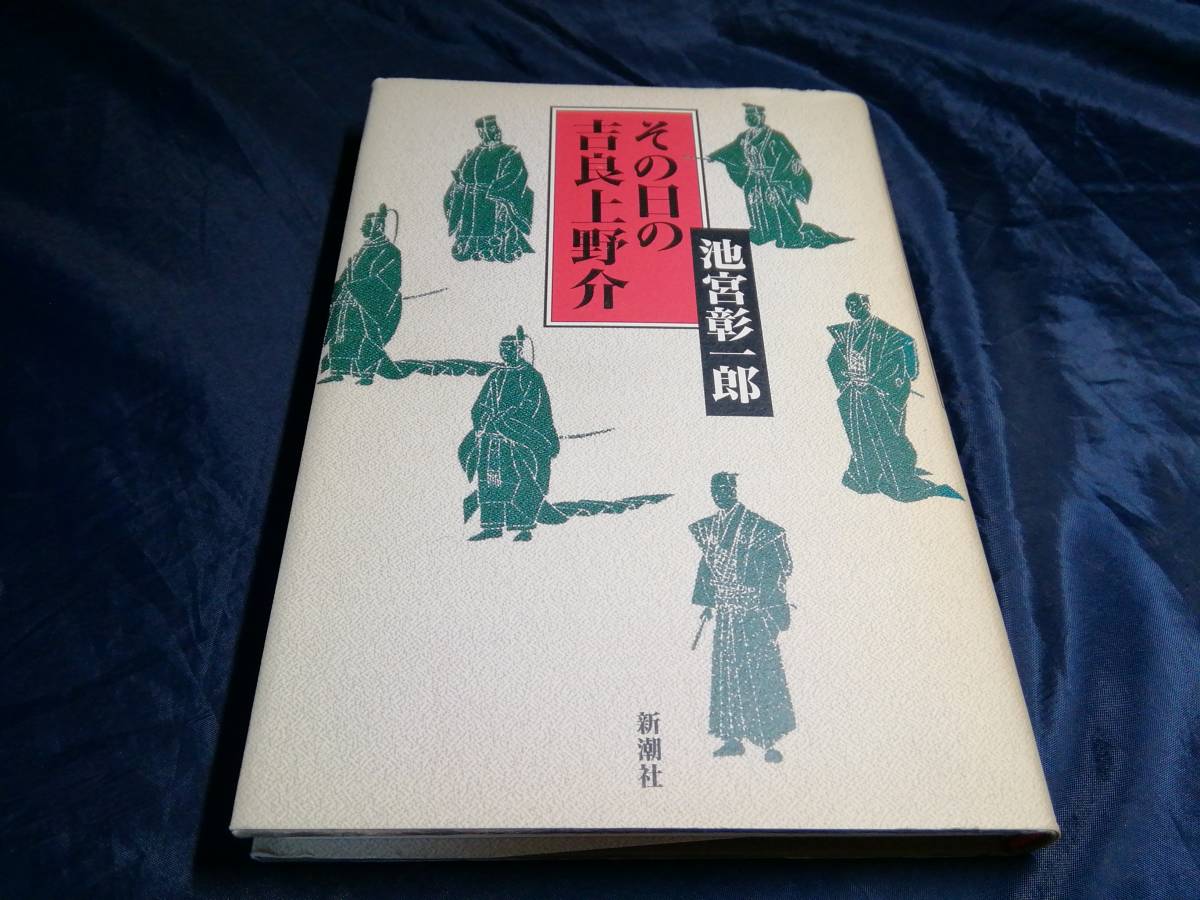 その日の
吉良上野介
池宮彰一郎
新潮社